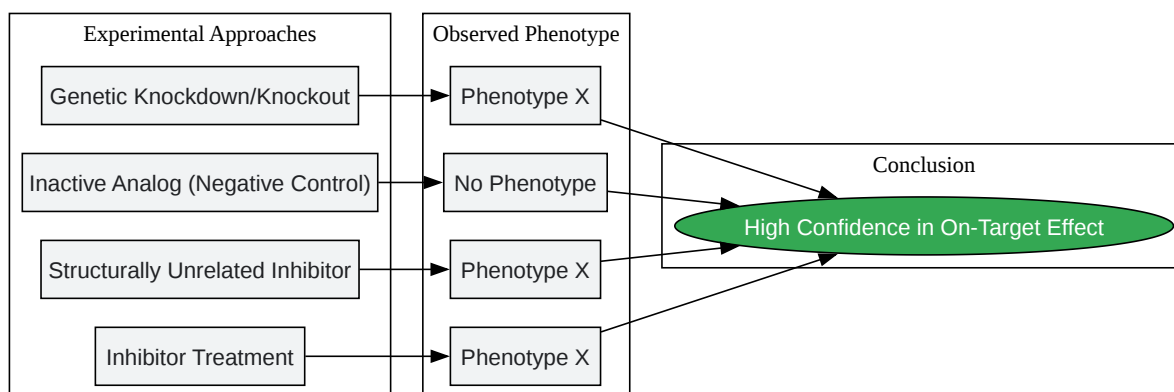 Experimental Approaches
Observed Phenotype
Genetic Knockdown/Knockout
Phenotype X
Conclusion
Inactive Analog (Negative Control)
No Phenotype
High Confidence in On-Target Effect
Structurally Unrelated Inhibitor
Phenotype X
Inhibitor Treatment
Phenotype X